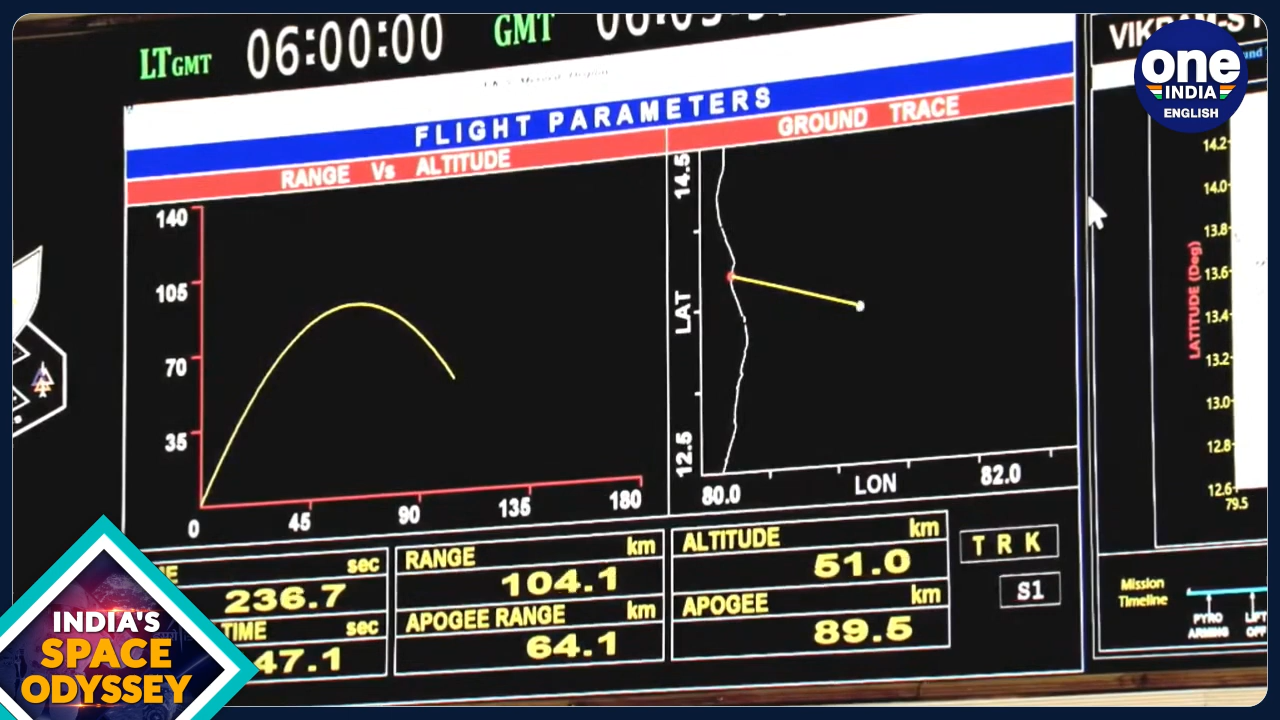 LT GMT 06:00:00 GMT
VIKRAM-S
one
INDIA
ENGLISH
FLIGHT PARAMETERS
RANGE Vs ALTITUDE
GROUND TRACE
140
105
70
35
0 45 90 135 180
14.5
LAT
12.5
80.0 LON 82.0
14.2
14.0
13.8
13.6
13.4
13.2
13.0
12.8
12.6
LATITUDE (Deg)
79.5
sec
236.7
TIME sec
47.1
RANGE km
104.1
APOGEE RANGE km
64.1
ALTITUDE km
51.0
APOGEE km
89.5
TRK
S1
Mission
Timeline
PYRO
ARMING
INDIA'S
SPACE
ODYSSEY